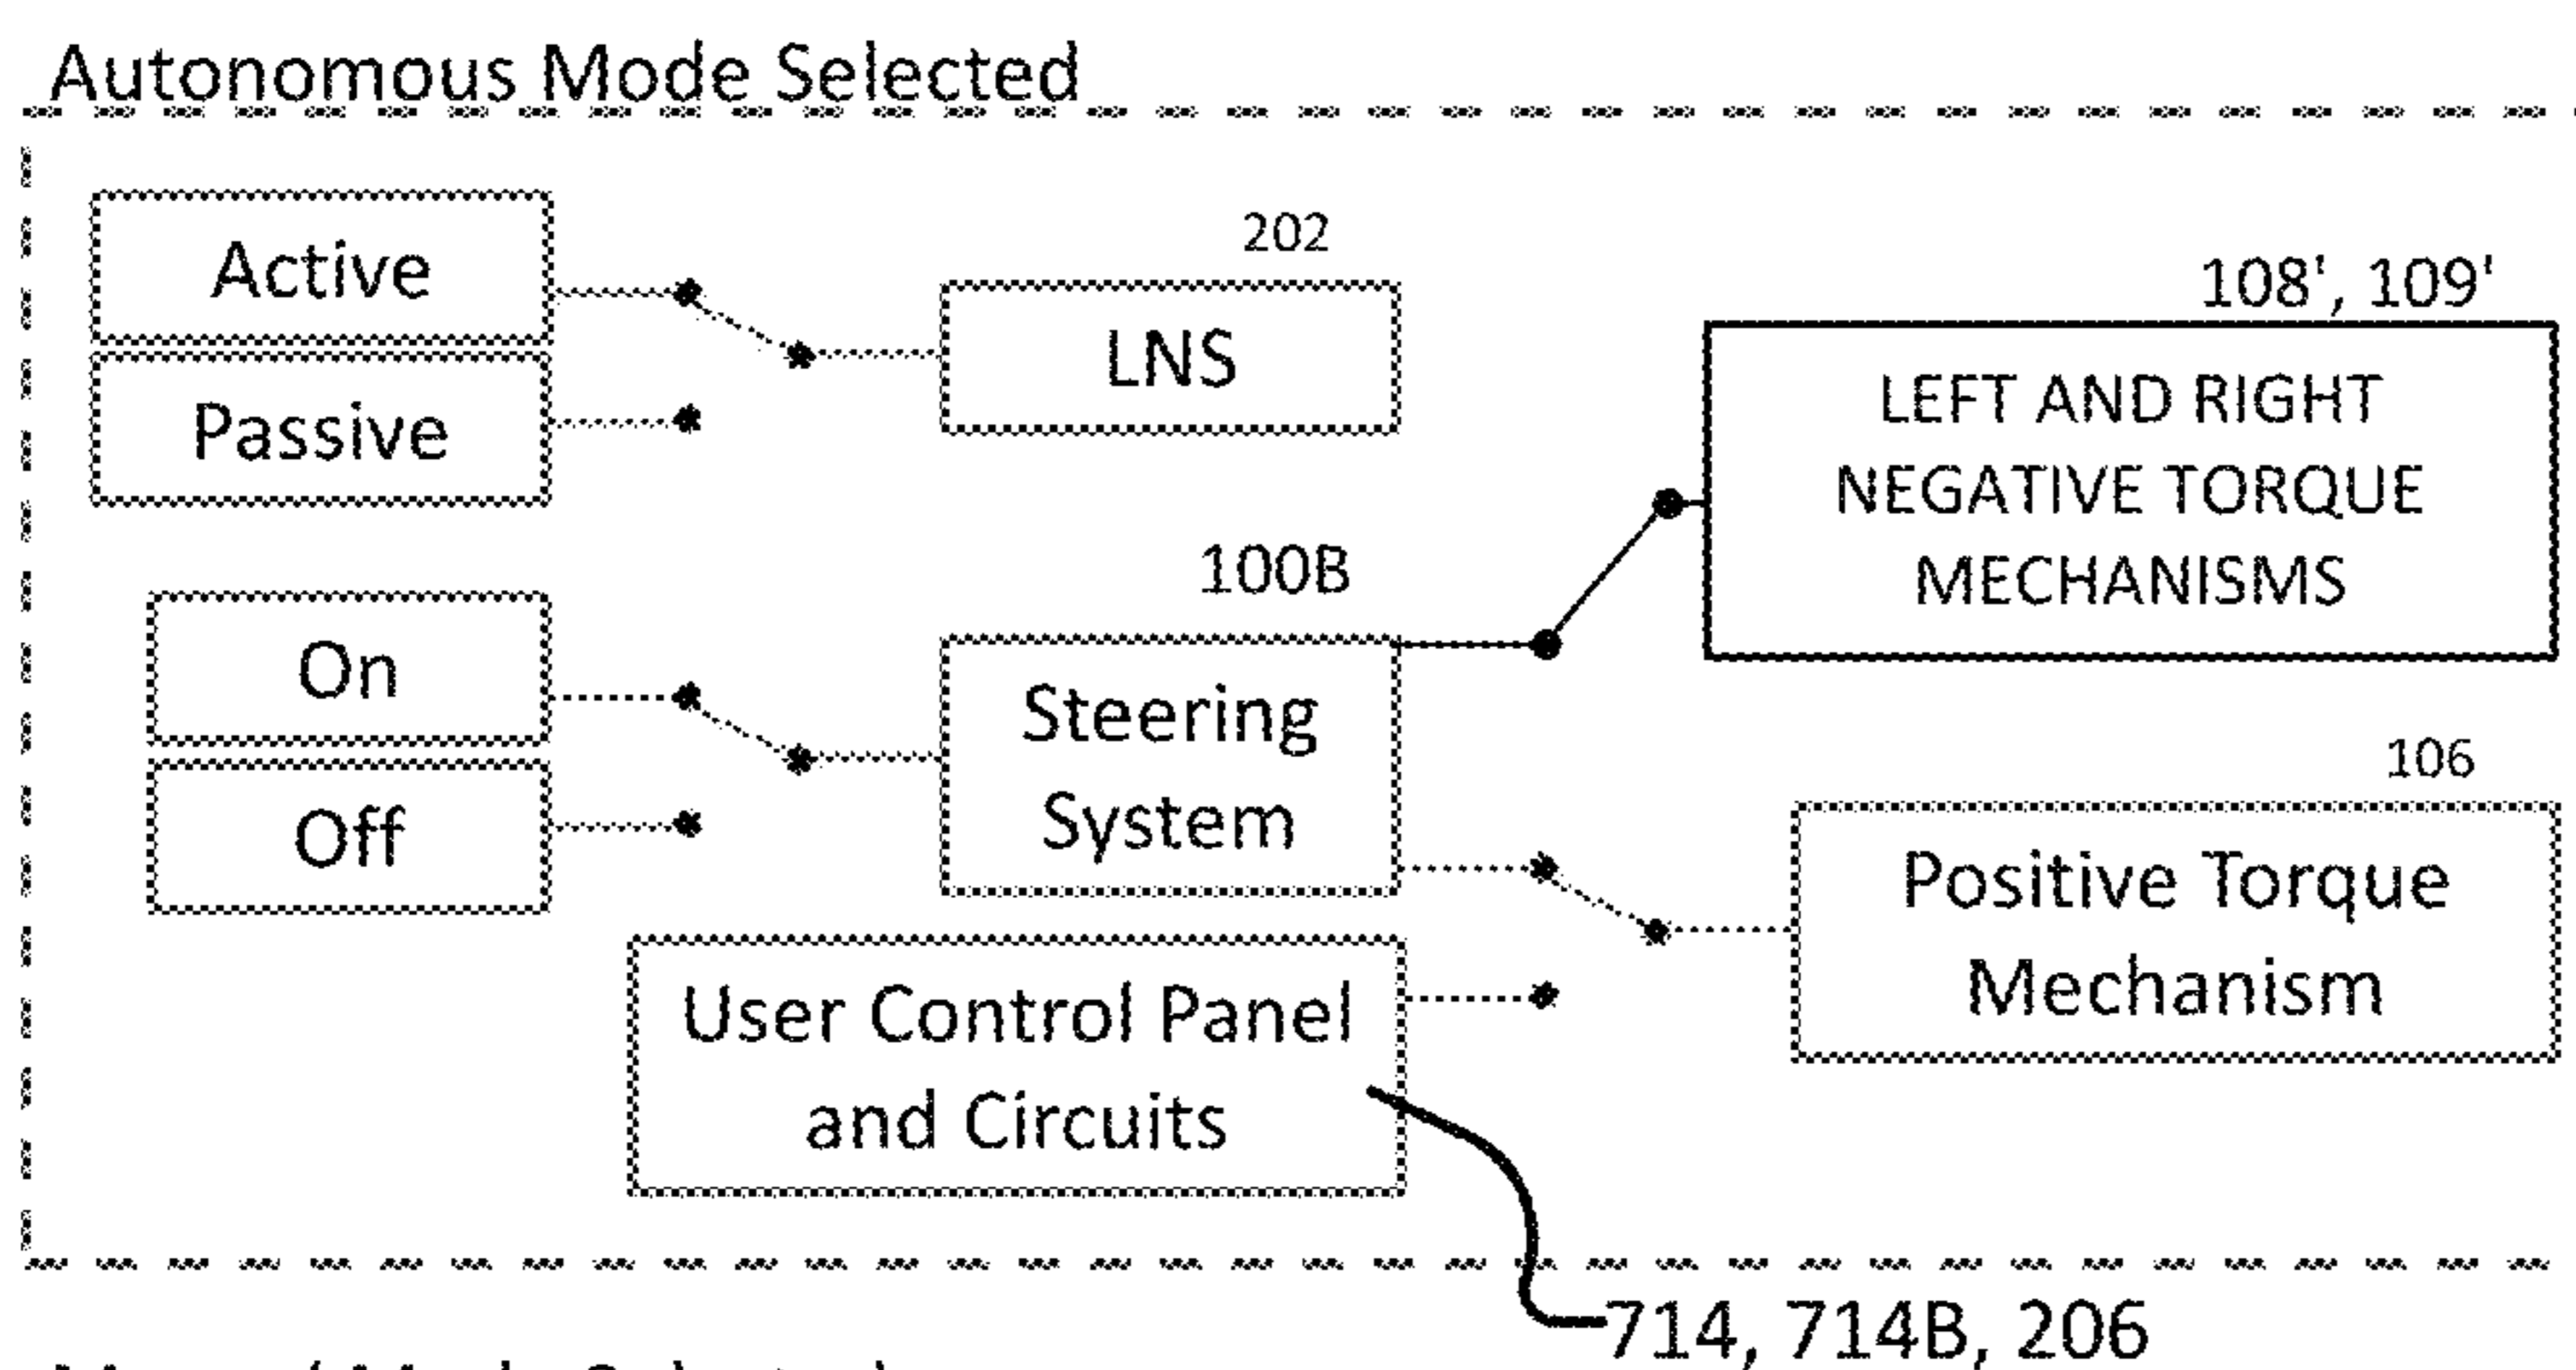 Autonomous Mode Selected
Active
Passive
202
LNS
108', 109'
LEFT AND RIGHT
NEGATIVE TORQUE
MECHANISMS
On
Off
100B
Steering
System
106
Positive Torque
Mechanism
User Control Panel
and Circuits
714, 714B, 206